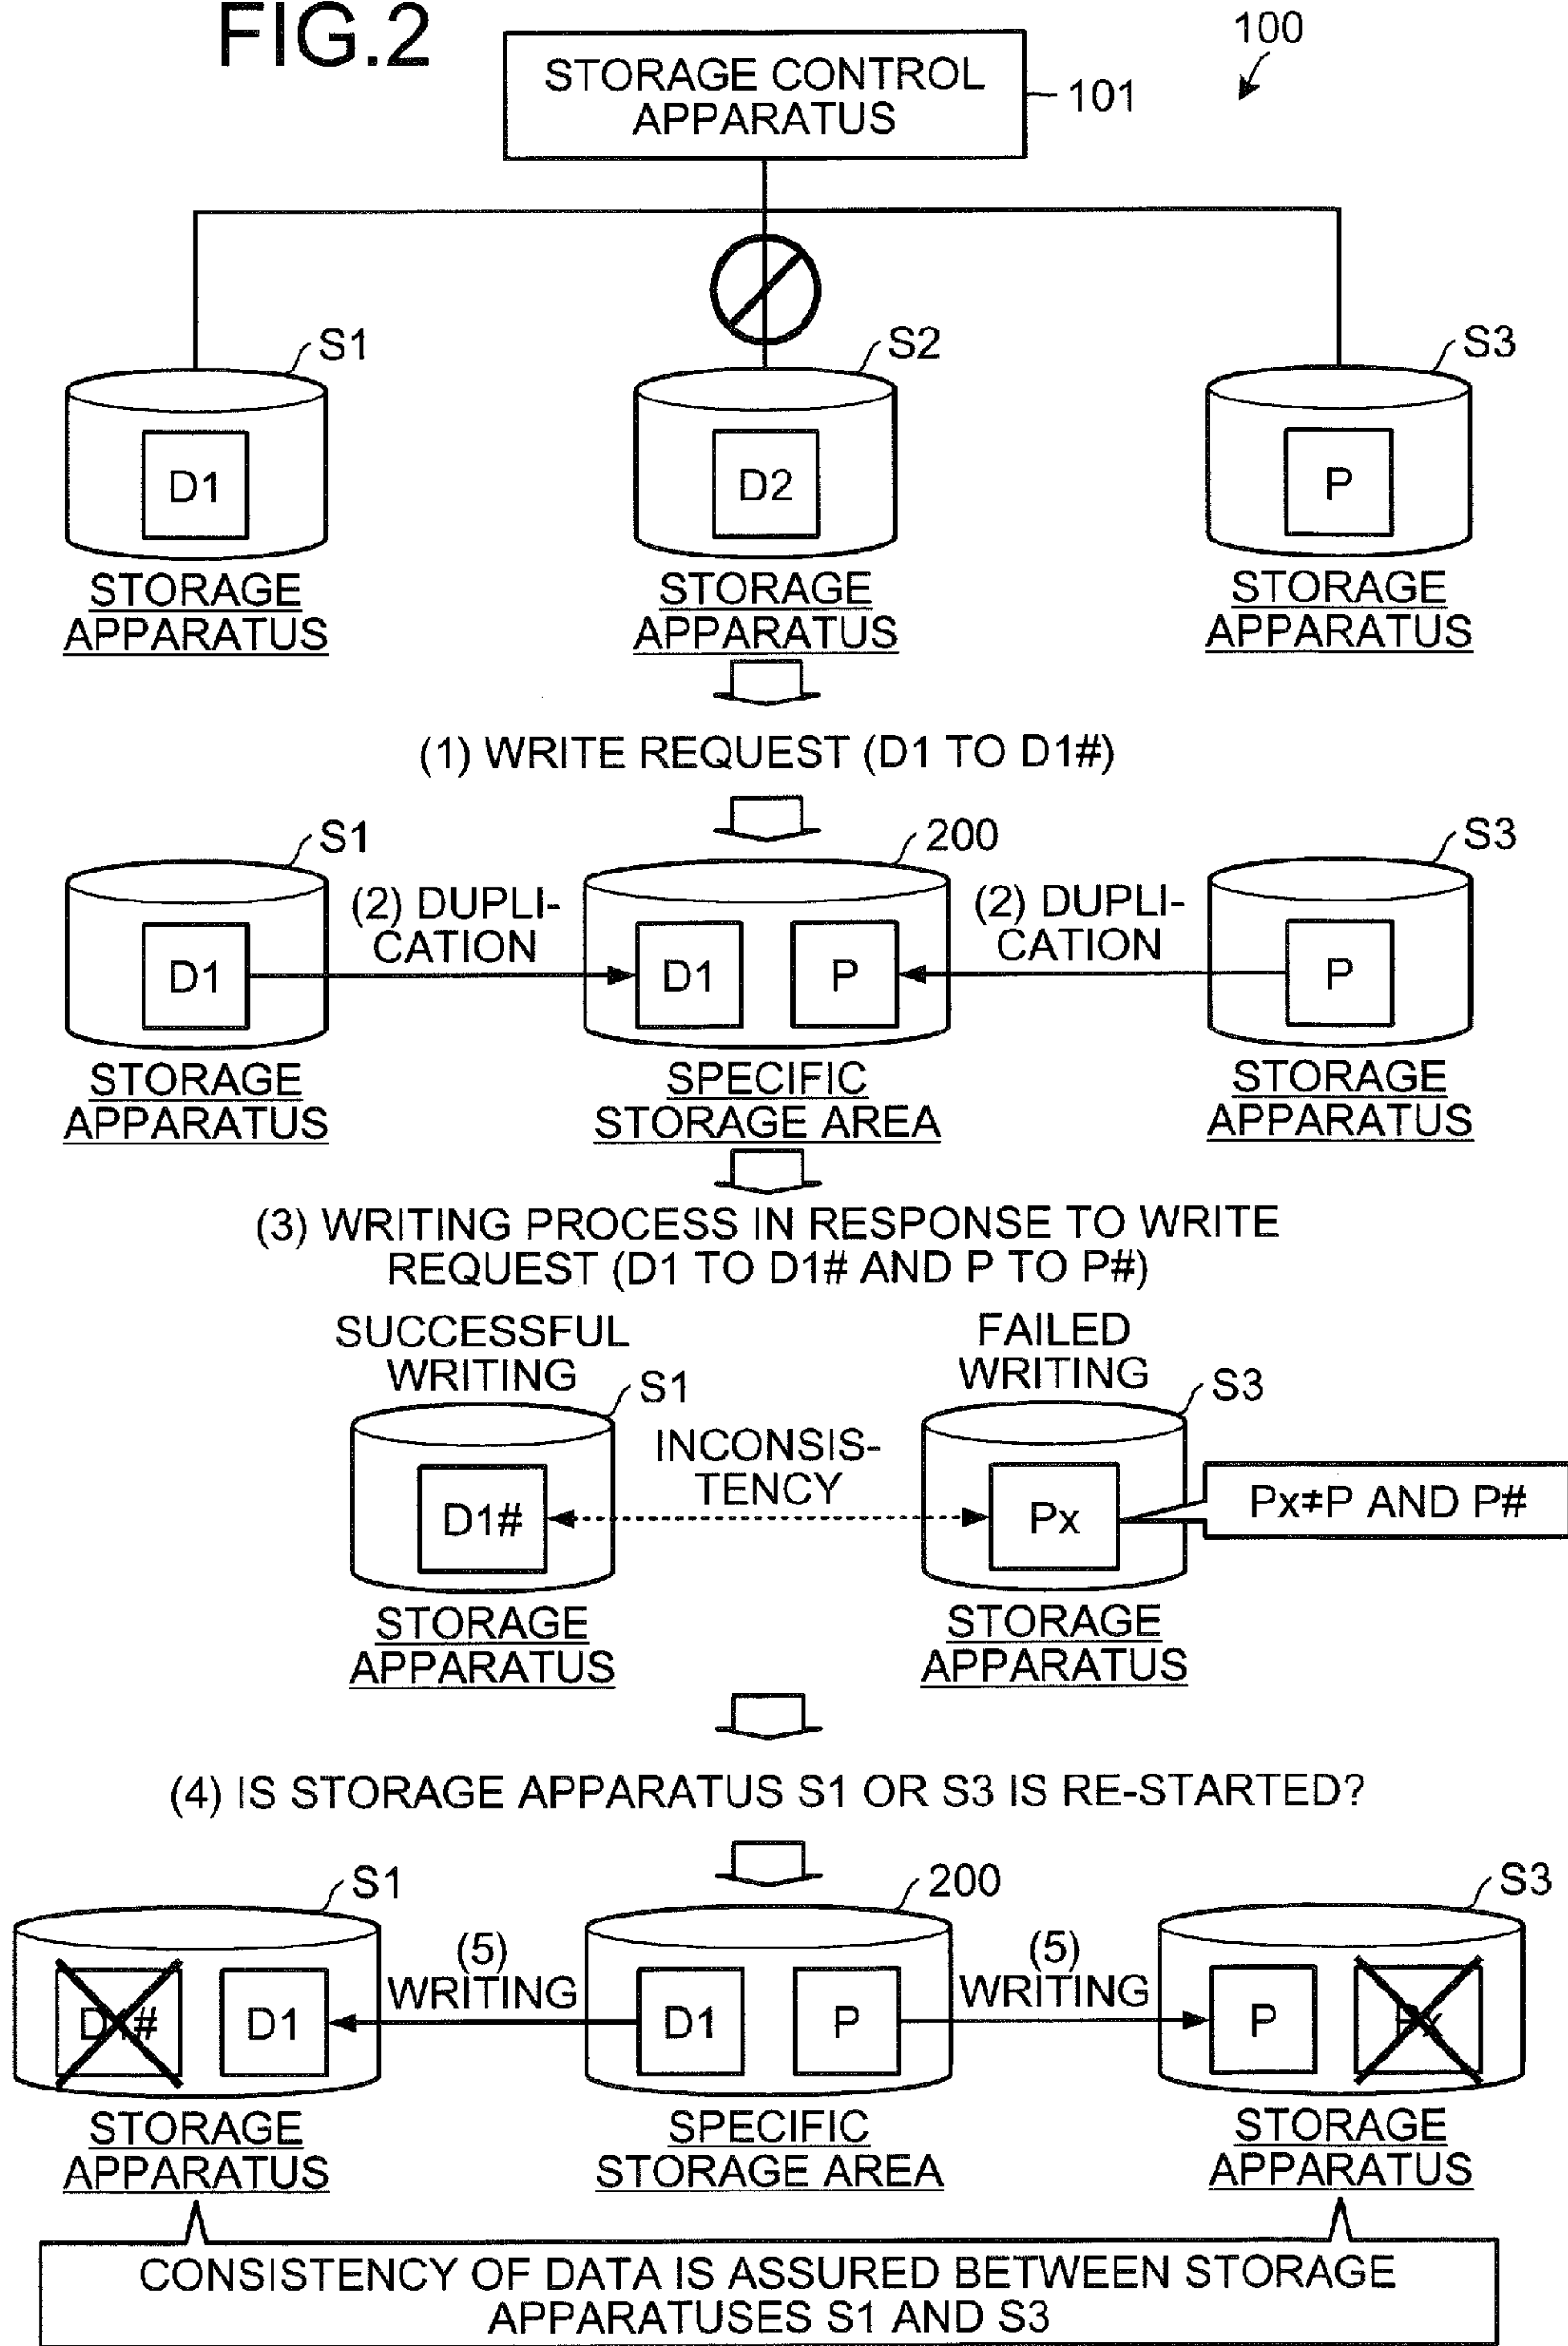 FIG.2
100
STORAGE CONTROL
APPARATUS
101
S1
S2
S3
D1
D2
P
STORAGE
APPARATUS
STORAGE
APPARATUS
STORAGE
APPARATUS
(1) WRITE REQUEST (D1 TO D1#)
S1
200
S3
(2) DUPLI-
CATION
(2) DUPLI-
CATION
D1
D1
P
P
STORAGE
APPARATUS
SPECIFIC
STORAGE AREA
STORAGE
APPARATUS
(3) WRITING PROCESS IN RESPONSE TO WRITE
REQUEST (D1 TO D1# AND P TO P#)
SUCCESSFUL
WRITING
FAILED
WRITING
S1
S3
INCONSIS-
TENCY
D1#
Px
Px≠P AND P#
STORAGE
APPARATUS
STORAGE
APPARATUS
(4) IS STORAGE APPARATUS S1 OR S3 IS RE-STARTED?
S1
200
S3
(5)
WRITING
(5)
WRITING
D1#
D1
D1
P
P
Px
STORAGE
APPARATUS
SPECIFIC
STORAGE AREA
STORAGE
APPARATUS
CONSISTENCY OF DATA IS ASSURED BETWEEN STORAGE
APPARATUSES S1 AND S3